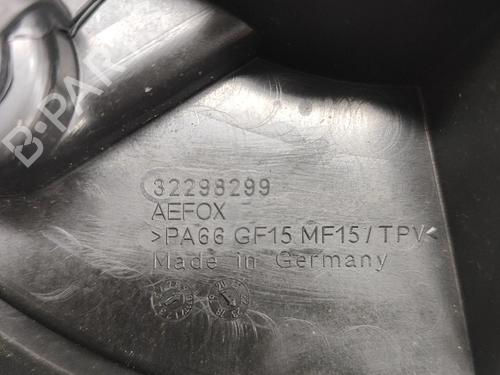 B-PARTS
32298299
AEFOX
>PA66 GF15 MF15/TPV<
Made in Germany